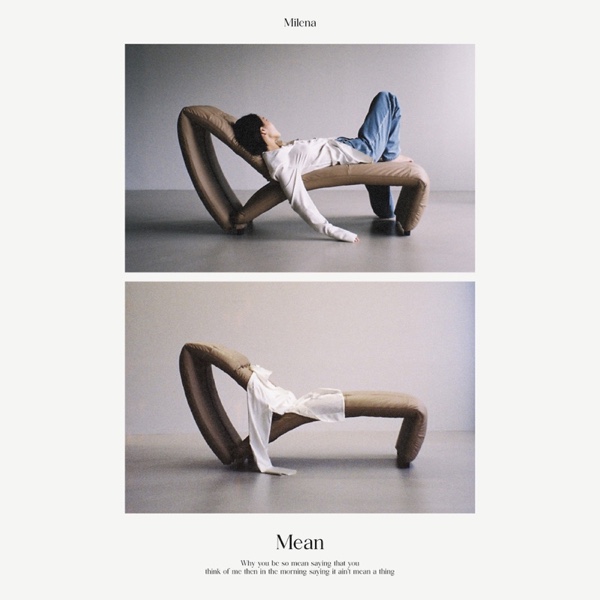 Milena
Mean
Why you be so mean saying that you
think of me then in the morning saying it ain't mean a thing